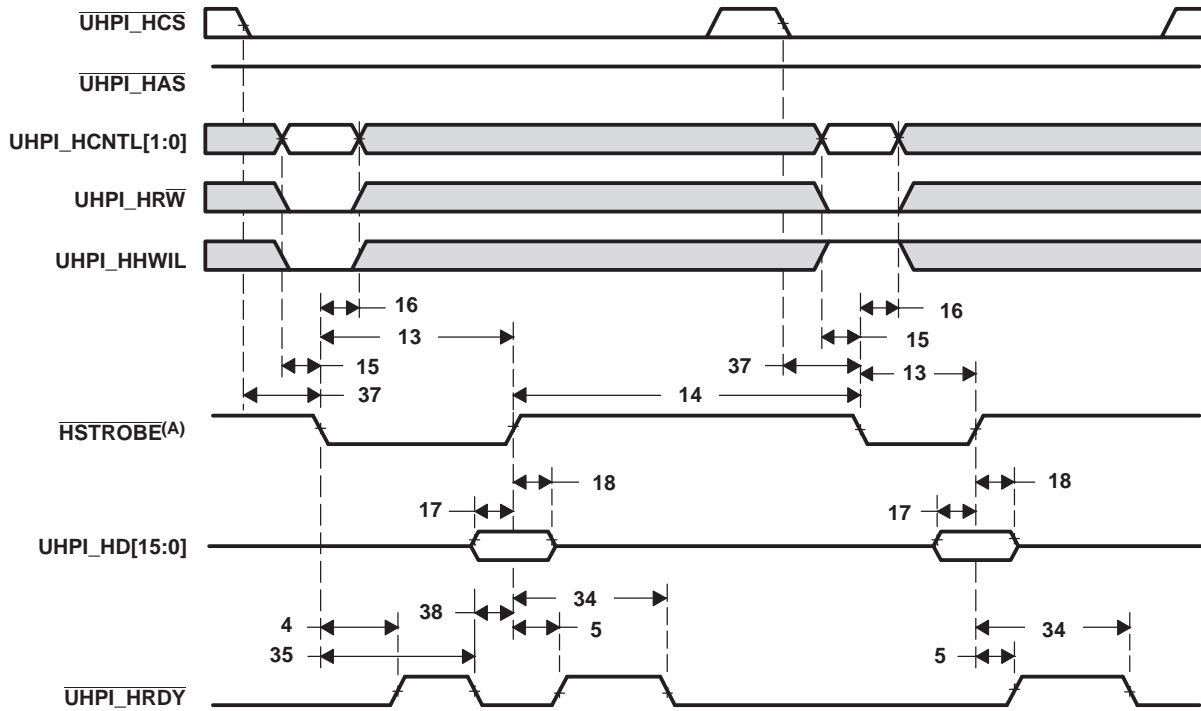 UHPI_HCS
UHPI_HAS
UHPI_HCNTL[1:0]
UHPI_HRW
UHPI_HHWIL
16
16
13
15
15
37
13
37
14
HSTROBE(A)
18
18
17
17
UHPI_HD[15:0]
38
34
4
5
34
35
5
UHPI_HRDY